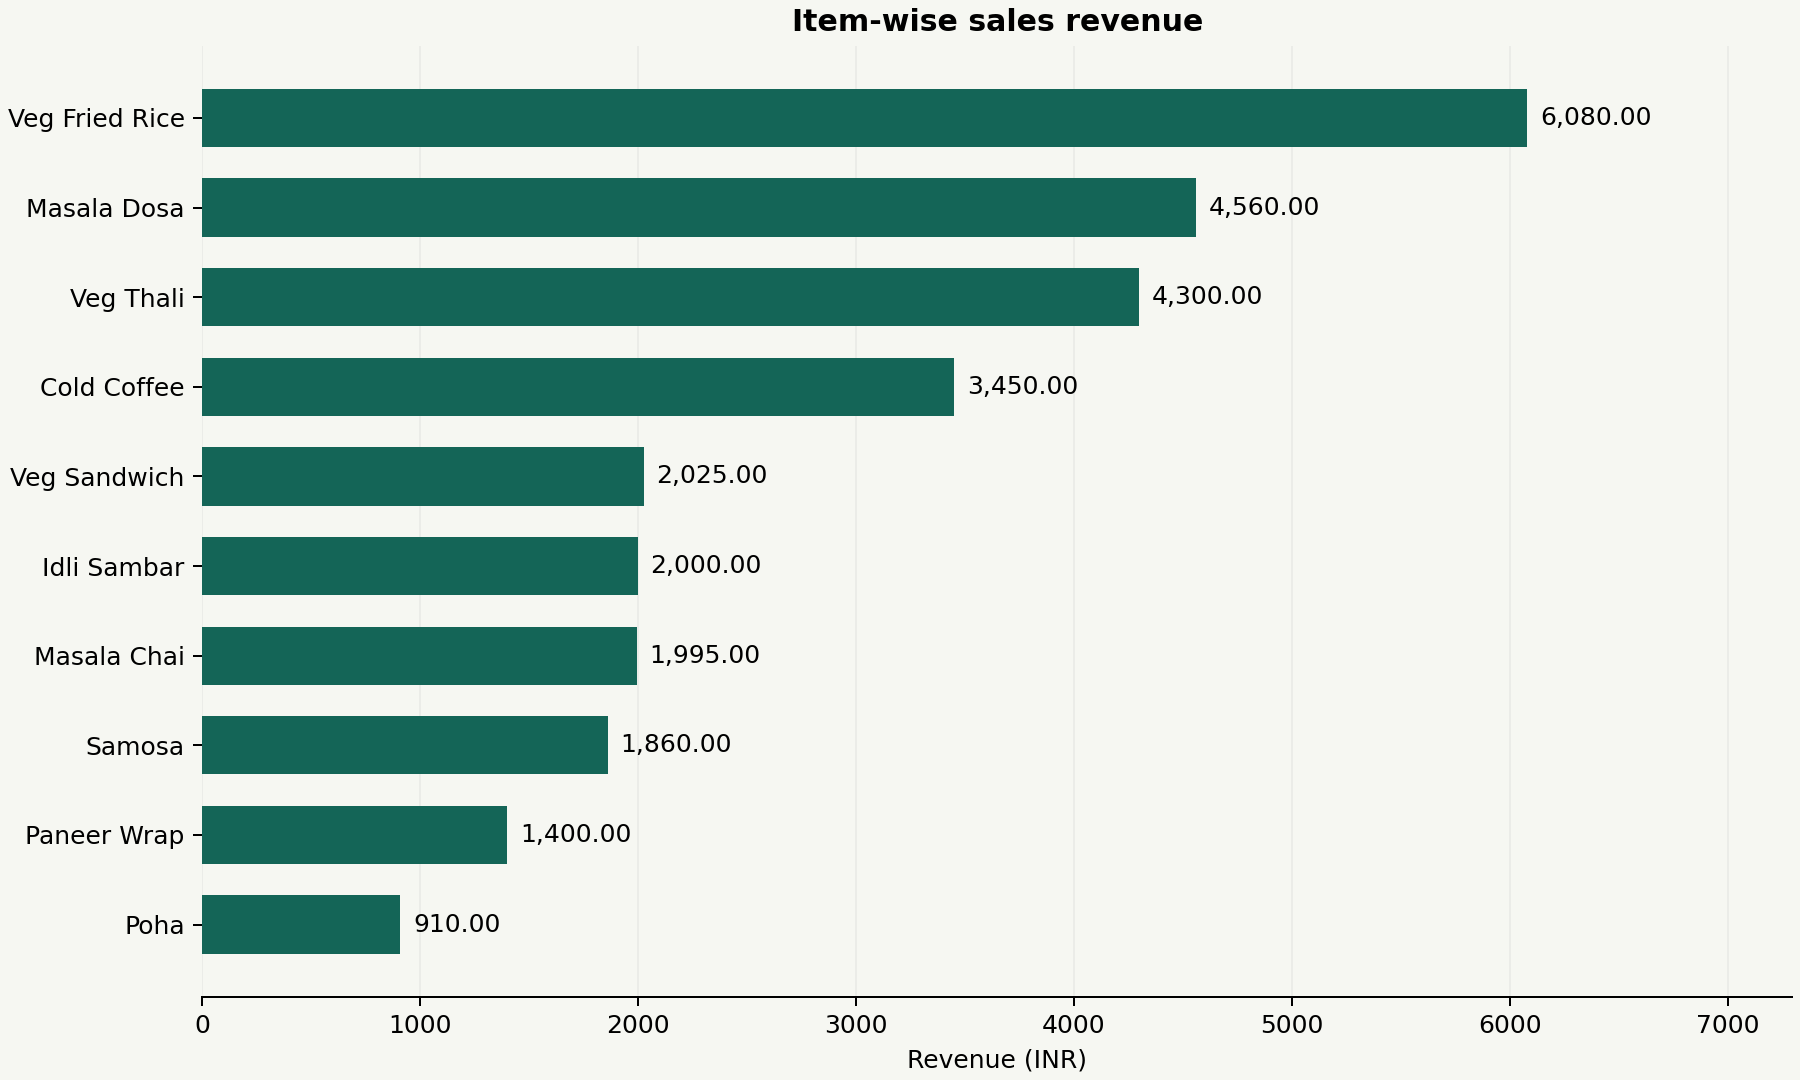 Item-wise sales revenue
Veg Fried Rice 6,080.00
Masala Dosa 4,560.00
Veg Thali 4,300.00
Cold Coffee 3,450.00
Veg Sandwich 2,025.00
Idli Sambar 2,000.00
Masala Chai 1,995.00
Samosa 1,860.00
Paneer Wrap 1,400.00
Poha 910.00
0 1000 2000 3000 4000 5000 6000 7000
Revenue (INR)